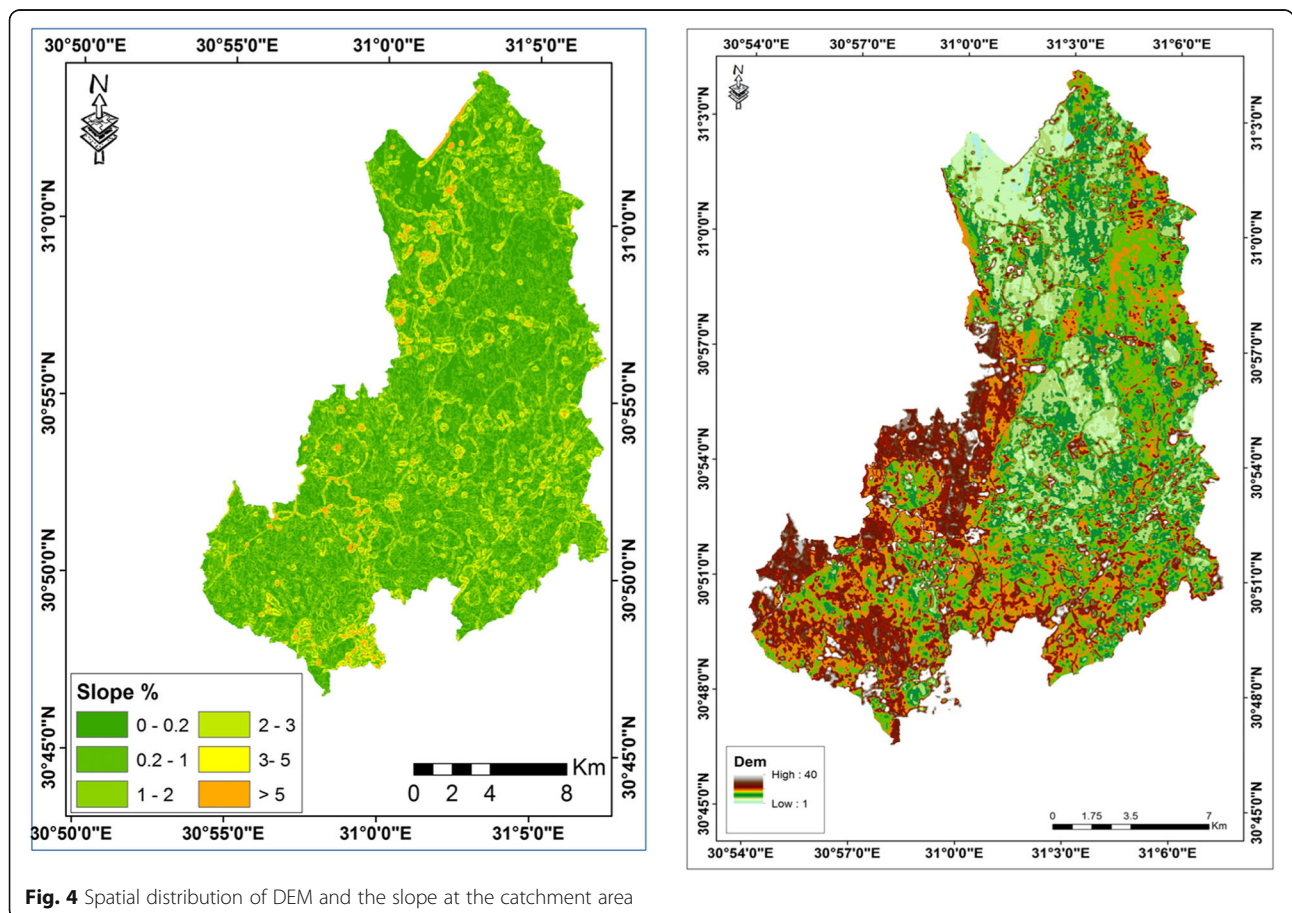 30°50'0"E 30°55'0"E 31°0'0"E 31°5'0"E
N
31°0'0"N
30°55'0"N
30°50'0"N
30°45'0"N
31°0'0"N
30°55'0"N
30°50'0"N
30°45'0"N
Slope %
0 - 0.2
0.2 - 1
1 - 2
2 - 3
3- 5
> 5
Km
0 2 4 8
30°50'0"E 30°55'0"E 31°0'0"E 31°5'0"E
30°54'0"E 30°57'0"E 31°0'0"E 31°3'0"E 31°6'0"E
N
31°3'0"N
31°0'0"N
30°57'0"N
30°54'0"N
30°51'0"N
30°48'0"N
30°45'0"N
31°3'0"N
31°0'0"N
30°57'0"N
30°54'0"N
30°51'0"N
30°48'0"N
30°45'0"N
Dem
High : 40
Low : 1
0 1.75 3.5 7
Km
30°54'0"E 30°57'0"E 31°0'0"E 31°3'0"E 31°6'0"E
Fig. 4 Spatial distribution of DEM and the slope at the catchment area